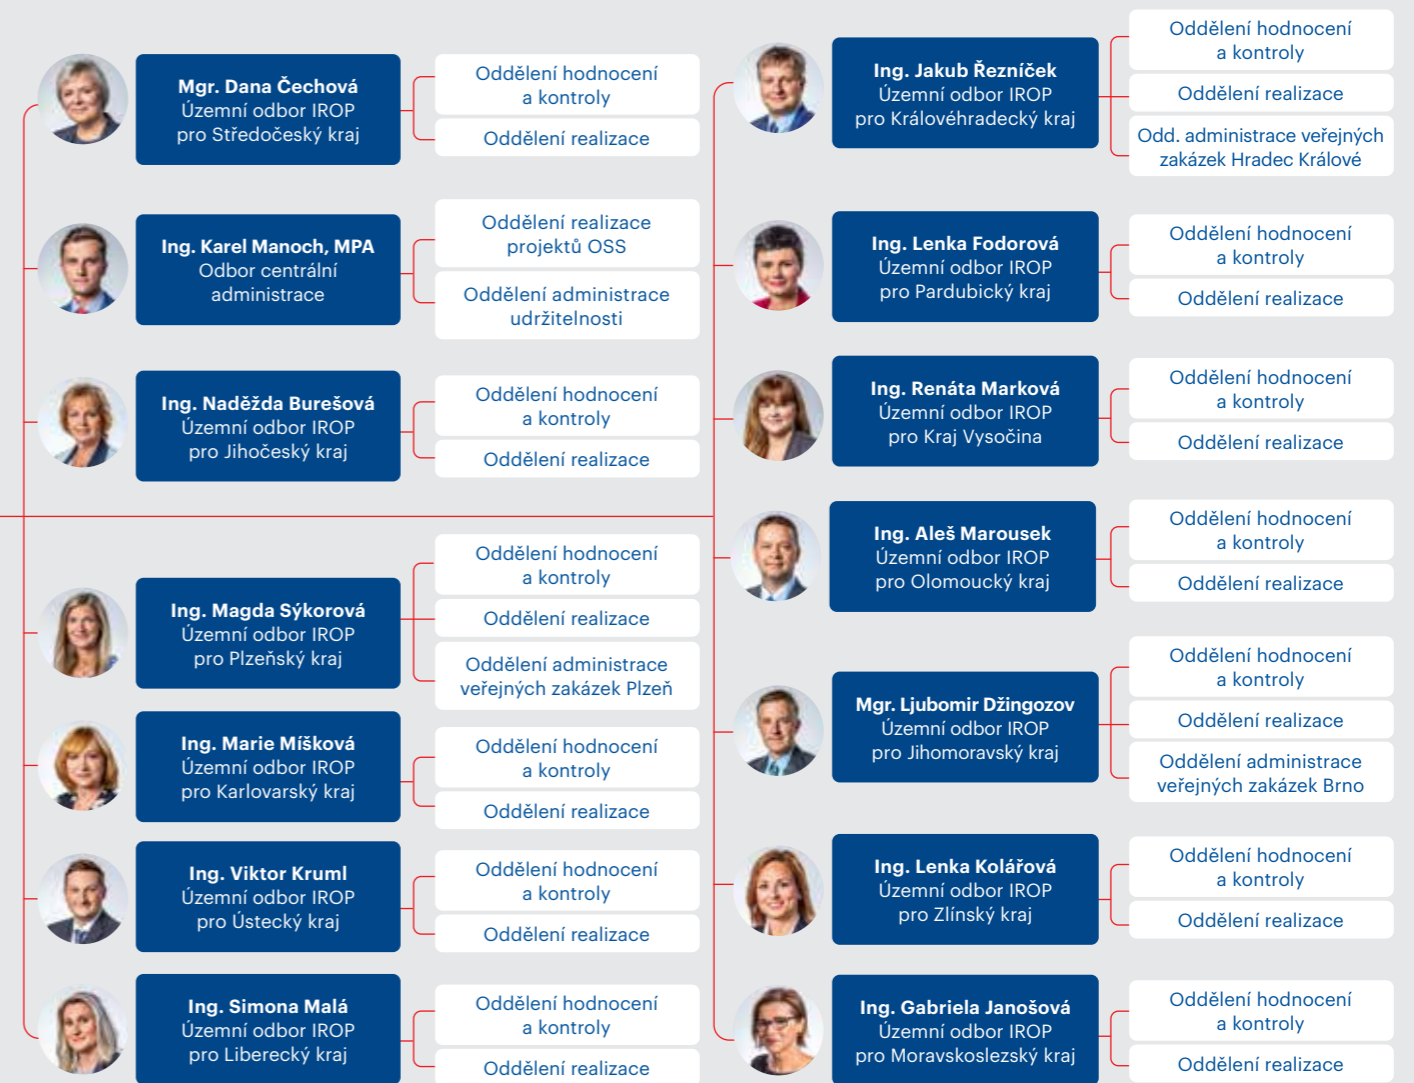 Mgr. Dana Čechová
Územní odbor IROP
pro Středočeský kraj
Oddělení hodnocení
a kontroly
Oddělení realizace
Ing. Karel Manoch, MPA
Odbor centrální
administrace
Oddělení realizace
projektů OSS
Oddělení administrace
udržitelnosti
Ing. Naděžda Burešová
Územní odbor IROP
pro Jihočeský kraj
Oddělení hodnocení
a kontroly
Oddělení realizace
Ing. Magda Sýkorová
Územní odbor IROP
pro Plzeňský kraj
Oddělení hodnocení
a kontroly
Oddělení realizace
Oddělení administrace
veřejných zakázek Plzeň
Ing. Marie Míšková
Územní odbor IROP
pro Karlovarský kraj
Oddělení hodnocení
a kontroly
Oddělení realizace
Ing. Viktor Kruml
Územní odbor IROP
pro Ústecký kraj
Oddělení hodnocení
a kontroly
Oddělení realizace
Ing. Simona Malá
Územní odbor IROP
pro Liberecký kraj
Oddělení hodnocení
a kontroly
Oddělení realizace
Ing. Jakub Řezníček
Územní odbor IROP
pro Královéhradecký kraj
Oddělení hodnocení
a kontroly
Oddělení realizace
Odd. administrace veřejných
zakázek Hradec Králové
Ing. Lenka Fodorová
Územní odbor IROP
pro Pardubický kraj
Oddělení hodnocení
a kontroly
Oddělení realizace
Ing. Renáta Marková
Územní odbor IROP
pro Kraj Vysočina
Oddělení hodnocení
a kontroly
Oddělení realizace
Ing. Aleš Marousek
Územní odbor IROP
pro Olomoucký kraj
Oddělení hodnocení
a kontroly
Oddělení realizace
Mgr. Ljubomir Džingozov
Územní odbor IROP
pro Jihomoravský kraj
Oddělení hodnocení
a kontroly
Oddělení realizace
Oddělení administrace
veřejných zakázek Brno
Ing. Lenka Kolářová
Územní odbor IROP
pro Zlínský kraj
Oddělení hodnocení
a kontroly
Oddělení realizace
Ing. Gabriela Janošová
Územní odbor IROP
pro Moravskoslezský kraj
Oddělení hodnocení
a kontroly
Oddělení realizace